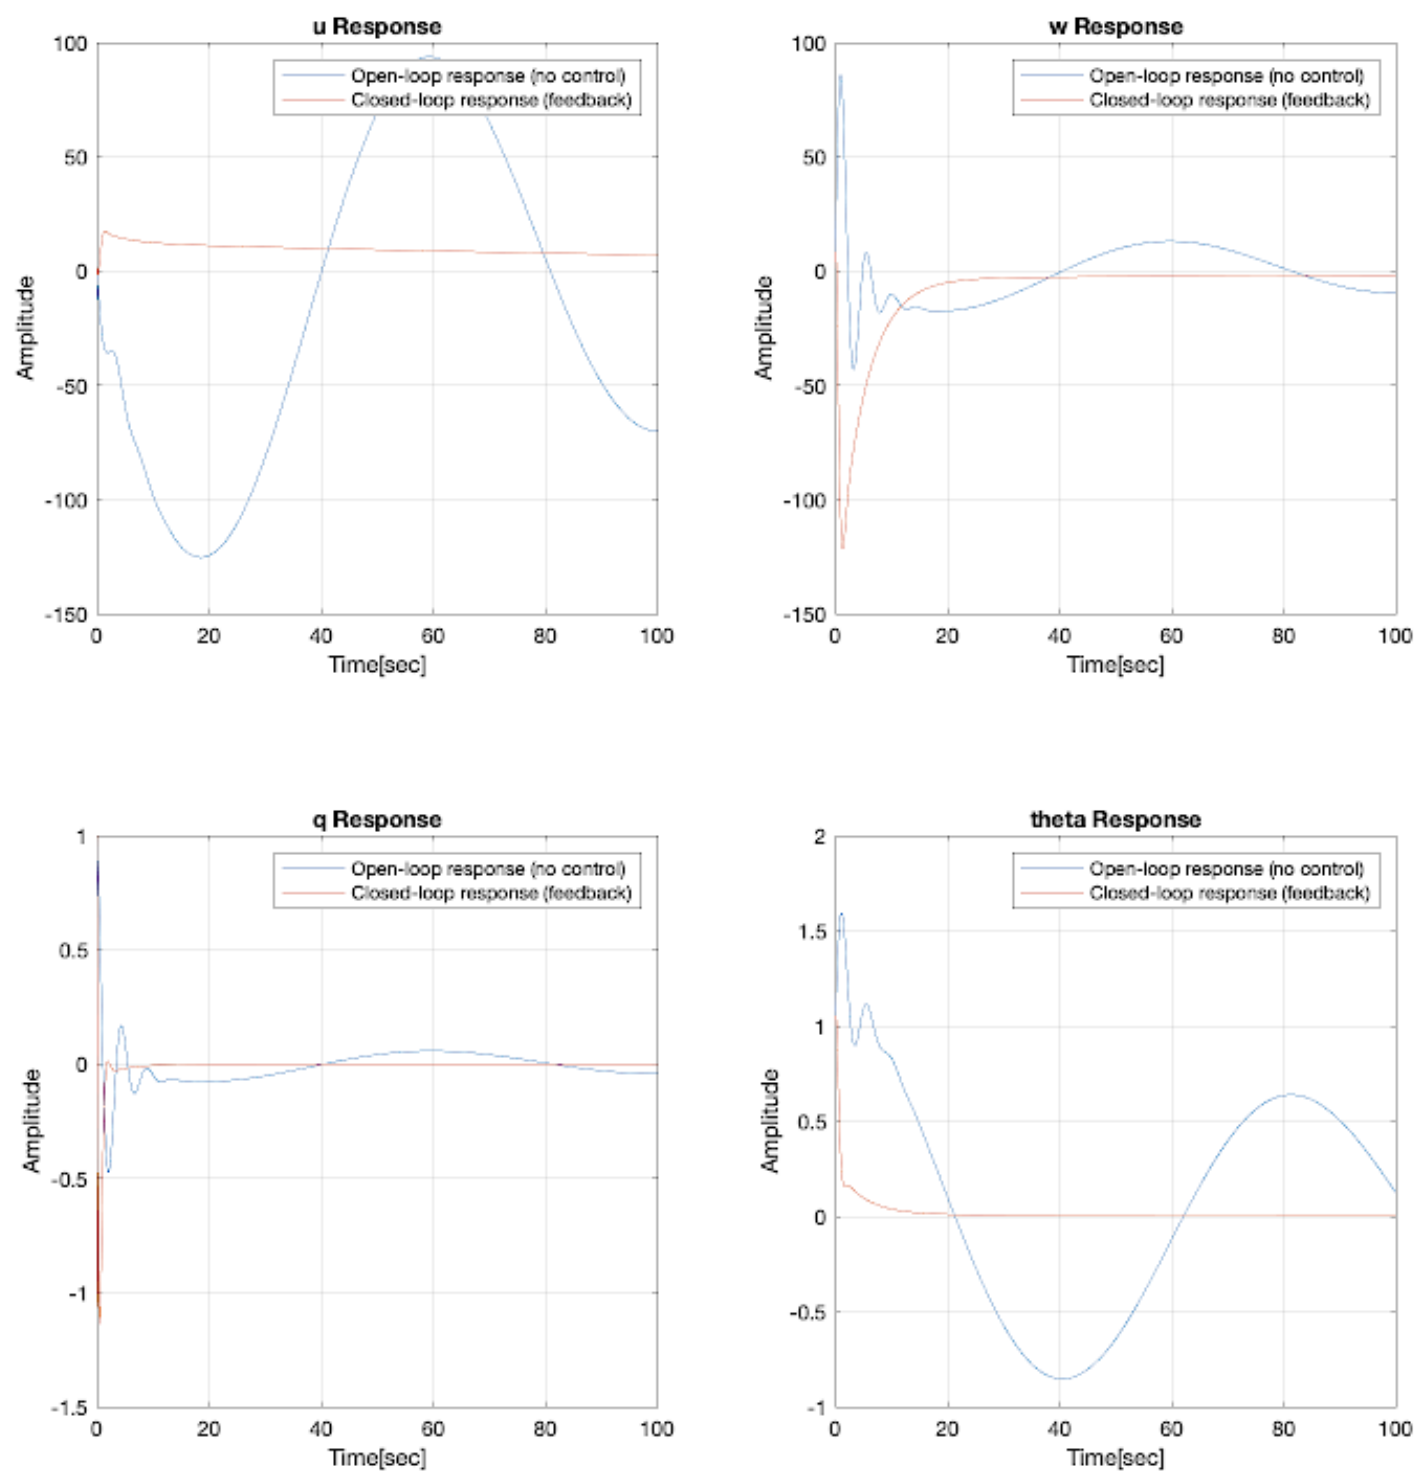 u Response
Open-loop response (no control)
Closed-loop response (feedback)
100
50
0
-50
-100
-150
Amplitude
0 20 40 60 80 100
Time[sec]
w Response
Open-loop response (no control)
Closed-loop response (feedback)
100
50
0
-50
-100
-150
Amplitude
0 20 40 60 80 100
Time[sec]
q Response
Open-loop response (no control)
Closed-loop response (feedback)
1
0.5
0
-0.5
-1
-1.5
Amplitude
0 20 40 60 80 100
Time[sec]
theta Response
Open-loop response (no control)
Closed-loop response (feedback)
2
1.5
1
0.5
0
-0.5
-1
Amplitude
0 20 40 60 80 100
Time[sec]